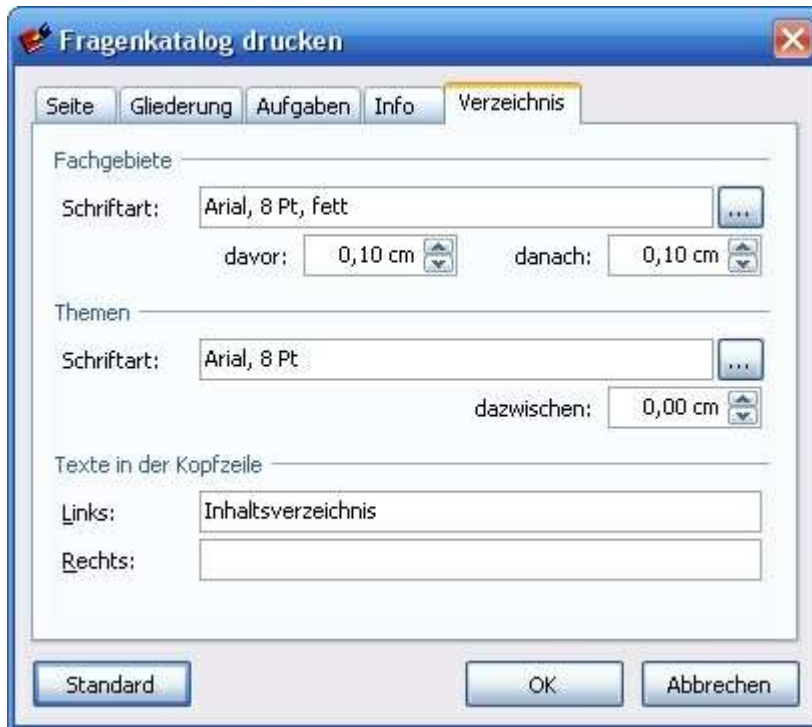 Fragenkatalog drucken
Seite Gliederung Aufgaben Info Verzeichnis
Fachgebiete
Schriftart: Arial, 8 Pt, fett ...
davor: 0,10 cm danach: 0,10 cm
Themen
Schriftart: Arial, 8 Pt ...
dazwischen: 0,00 cm
Texte in der Kopfzeile
Links: Inhaltsverzeichnis
Rechts:
Standard OK Abbrechen